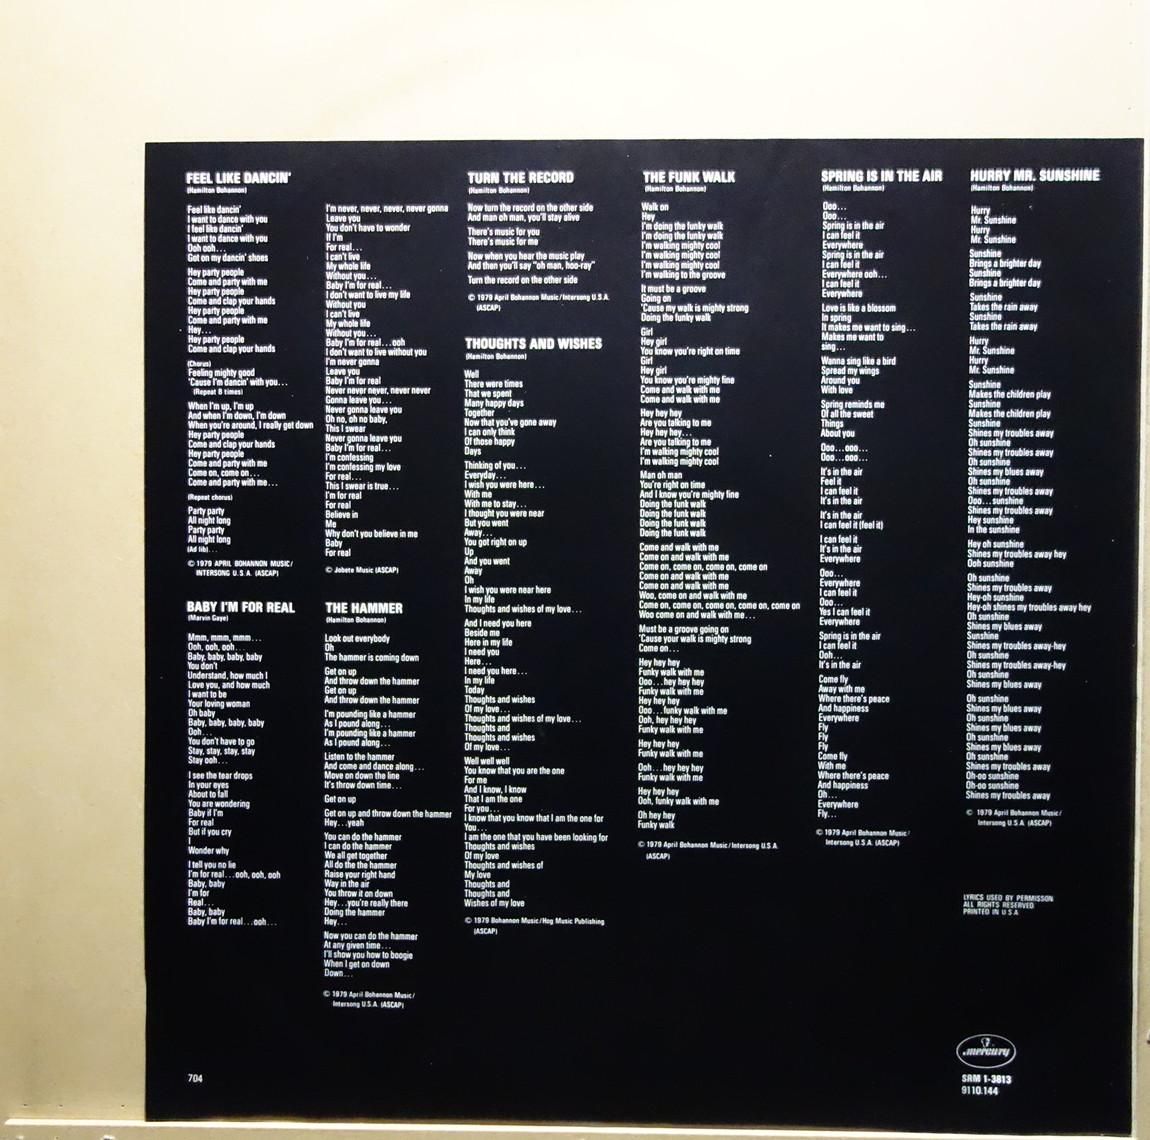 FEEL LIKE DANCIN'
(Hamilton Bohannon)
Feel like dancin'
I want to dance with you
I feel like dancin'
I want to dance with you
Ooh ooh...
Got on my dancin' shoes
Hey party people
Come and party with me
Hey party people
Come and clap your hands
Hey party people
Come and party with me
Hey...
Hey party people
Come and clap your hands
(Chorus)
Feeling mighty good
'Cause I'm dancin' with you...
(Repeat 8 times)
When I'm up, I'm up
And when I'm down, I'm down
When you're around, I really get down
Hey party people
Come and clap your hands
Hey party people
Come and party with me
Come on, come on...
Come and party with me...
(Repeat chorus)
Party party
All night long
Party party
All night long
(Ad lib)...
© 1979 APRIL BOHANNON MUSIC/
INTERSONG U.S.A. (ASCAP)
BABY I'M FOR REAL
(Marvin Gaye)
Mmm, mmm, mmm...
Ooh, ooh, ooh...
Baby, baby, baby, baby
You don't
Understand, how much I
Love you, and how much
I want to be
Your loving woman
Oh baby
Baby, baby, baby, baby
Ooh...
You don't have to go
Stay, stay, stay, stay
Stay ooh...
I see the tear drops
In your eyes
About to fall
You are wondering
Baby if I'm
For real
But if you cry
I
Wonder why
I tell you no lie
I'm for real...ooh, ooh, ooh
Baby, baby
I'm for
Real...
Baby, baby
Baby I'm for real...ooh...
I'm never, never, never, never gonna
Leave you
You don't have to wonder
If I'm
For real...
I can't live
My whole life
Without you...
Baby I'm for real...
I don't want to live my life
Without you
I can't live
My whole life
Without you...
Baby I'm for real...ooh
I don't want to live without you
I'm never gonna
Leave you
Baby I'm for real
Never never never, never never
Gonna leave you...
Never gonna leave you
Oh no, oh no baby,
This I swear
Never gonna leave you
Baby I'm for real...
I'm confessing
I'm confessing my love
For real...
This I swear is true...
I'm for real
For real
Believe in
Me
Why don't you believe in me
Baby
For real
© Jobete Music (ASCAP)
THE HAMMER
(Hamilton Bohannon)
Look out everybody
Oh
The hammer is coming down
Get on up
And throw down the hammer
Get on up
And throw down the hammer
I'm pounding like a hammer
As I pound along...
I'm pounding like a hammer
As I pound along...
Listen to the hammer
And come and dance along...
Move on down the line
It's throw down time...
Get on up
Get on up and throw down the hammer
Hey...yeah
You can do the hammer
I can do the hammer
We all get together
All do the the hammer
Raise your right hand
Way in the air
You throw it on down
Hey...you're really there
Doing the hammer
Hey...
Now you can do the hammer
At any given time...
I'll show you how to boogie
When I get on down
Down...
© 1979 April Bohannon Music/
Intersong U.S.A. (ASCAP)
TURN THE RECORD
(Hamilton Bohannon)
Now turn the record on the other side
And man oh man, you'll stay alive
There's music for you
There's music for me
Now when you hear the music play
And then you'll say "oh man, hoo-ray"
Turn the record on the other side
© 1979 April Bohannon Music/Intersong U.S.A.
(ASCAP)
THOUGHTS AND WISHES
(Hamilton Bohannon)
Well
There were times
That we spent
Many happy days
Together
Now that you've gone away
I can only think
Of those happy
Days
Thinking of you...
Everyday...
I wish you were here...
With me
With me to stay...
I thought you were near
But you went
Away...
You got right on up
Up
And you went
Away
Oh
I wish you were near here
In my life
Thoughts and wishes of my love...
And I need you here
Beside me
Here in my life
I need you
Here...
I need you here...
In my life
Today
Thoughts and wishes
Of my love...
Thoughts and wishes of my love...
Thoughts and
Thoughts and wishes
Of my love...
Well well well
You know that you are the one
For me
And I know, I know
That I am the one
For you...
I know that you know that I am the one for
You...
I am the one that you have been looking for
Thoughts and wishes
Of my love
Thoughts and wishes of
My love
Thoughts and
Thoughts and
Wishes of my love
© 1979 Bohannon Music/Hog Music Publishing
(ASCAP)
THE FUNK WALK
(Hamilton Bohannon)
Walk on
Hey
I'm doing the funky walk
I'm doing the funky walk
I'm walking mighty cool
I'm walking mighty cool
I'm walking mighty cool
I'm walking to the groove
It must be a groove
Going on
'Cause my walk is mighty strong
Doing the funky walk
Girl
Hey girl
You know you're right on time
Girl
Hey girl
You know you're mighty fine
Come and walk with me
Come and walk with me
Hey hey hey
Are you talking to me
Hey hey hey...
Are you talking to me
I'm walking mighty cool
I'm walking mighty cool
Man oh man
You're right on time
And I know you're mighty fine
Doing the funk walk
Doing the funk walk
Doing the funk walk
Doing the funk walk
Come and walk with me
Come on and walk with me
Come on, come on, come on, come on
Come on and walk with me
Come on and walk with me
Woo, come on and walk with me
Come on, come on, come on, come on, come on
Woo come on and walk with me...
Must be a groove going on
'Cause your walk is mighty strong
Come on...
Hey hey hey
Funky walk with me
Ooo...hey hey hey
Funky walk with me
Hey hey hey
Ooo...funky walk with me
Ooh, hey hey hey
Funky walk with me
Hey hey hey
Funky walk with me
Ooh...hey hey hey
Funky walk with me
Hey hey hey
Ooh, funky walk with me
Oh hey hey
Funky walk
© 1979 April Bohannon Music/Intersong U.S.A.
(ASCAP)
SPRING IS IN THE AIR
(Hamilton Bohannon)
Ooo...
Ooo...
Spring is in the air
I can feel it
Everywhere
Spring is in the air
I can feel it
Everywhere ooh...
I can feel it
Everywhere
Love is like a blossom
In spring
It makes me want to sing...
Makes me want to
sing...
Wanna sing like a bird
Spread my wings
Around you
With love
Spring reminds me
Of all the sweet
Things
About you
Ooo...ooo...
Ooo...ooo...
It's in the air
Feel it
I can feel it
It's in the air
It's in the air
I can feel it (feel it)
I can feel it
It's in the air
Everywhere
Ooo...
Everywhere
I can feel it
Ooo...
Yes I can feel it
Everywhere
Spring is in the air
I can feel it
Ooh...
It's in the air
Come fly
Away with me
Where there's peace
And happiness
Everywhere
Fly
Fly
Fly
Come fly
With me
Where there's peace
And happiness
Oh...
Everywhere
Fly...
© 1979 April Bohannon Music/
Intersong U.S.A. (ASCAP)
HURRY MR. SUNSHINE
(Hamilton Bohannon)
Hurry
Mr. Sunshine
Hurry
Mr. Sunshine
Sunshine
Brings a brighter day
Sunshine
Brings a brighter day
Sunshine
Takes the rain away
Sunshine
Takes the rain away
Hurry
Mr. Sunshine
Hurry
Mr. Sunshine
Sunshine
Makes the children play
Sunshine
Makes the children play
Sunshine
Shines my troubles away
Oh sunshine
Shines my troubles away
Oh sunshine
Shines my blues away
Oh sunshine
Shines my troubles away
Ooo...sunshine
Shines my troubles away
Hey sunshine
In the sunshine
Hey oh sunshine
Shines my troubles away hey
Ooh sunshine
Oh sunshine
Shines my troubles away
Hey-oh sunshine
Hey-oh shines my troubles away hey
Oh sunshine
Shines my blues away
Sunshine
Shines my troubles away-hey
Oh sunshine
Shines my troubles away-hey
Oh sunshine
Shines my blues away
Oh sunshine
Shines my blues away
Oh sunshine
Shines my blues away
Oh sunshine
Shines my blues away
Oh sunshine
Shines my troubles away
Oh-oo sunshine
Oh-oo sunshine
Shines my troubles away
© 1979 April Bohannon Music/
Intersong U.S.A. (ASCAP)
LYRICS USED BY PERMISSON
ALL RIGHTS RESERVED
PRINTED IN U.S.A.
704
mercury
SRM 1-3813
9110.144